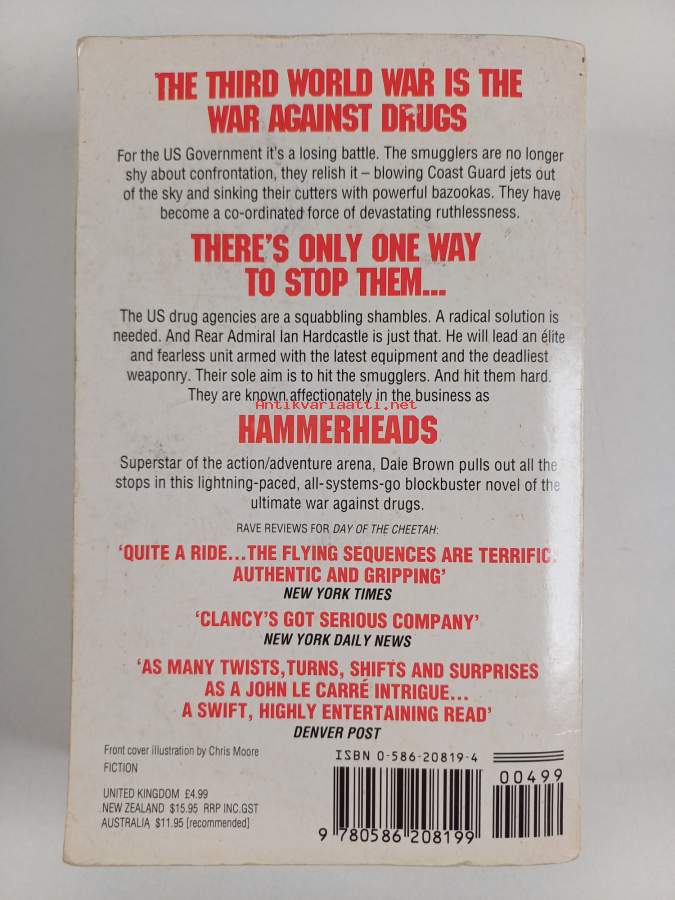 THE THIRD WORLD WAR IS THE
WAR AGAINST DRUGS
For the US Government it's a losing battle. The smugglers are no longer
shy about confrontation, they relish it – blowing Coast Guard jets out
of the sky and sinking their cutters with powerful bazookas. They have
become a co-ordinated force of devastating ruthlessness.
THERE'S ONLY ONE WAY
TO STOP THEM...
The US drug agencies are a squabbling shambles. A radical solution is
needed. And Rear Admiral Ian Hardcastle is just that. He will lead an élite
and fearless unit armed with the latest equipment and the deadliest
weaponry. Their sole aim is to hit the smugglers. And hit them hard.
They are known affectionately in the business as
Antikvariaatti.net
HAMMERHEADS
Superstar of the action/adventure arena, Dale Brown pulls out all the
stops in this lightning-paced, all-systems-go blockbuster novel of the
ultimate war against drugs.
RAVE REVIEWS FOR DAY OF THE CHEETAH:
‘QUITE A RIDE...THE FLYING SEQUENCES ARE TERRIFIC.
AUTHENTIC AND GRIPPING’
NEW YORK TIMES
‘CLANCY’S GOT SERIOUS COMPANY’
NEW YORK DAILY NEWS
‘AS MANY TWISTS,TURNS, SHIFTS AND SURPRISES
AS A JOHN LE CARRÉ INTRIGUE...
A SWIFT, HIGHLY ENTERTAINING READ’
DENVER POST
Front cover illustration by Chris Moore
FICTION
UNITED KINGDOM £4.99
NEW ZEALAND $15.95 RRP INC.GST
AUSTRALIA $11.95 [recommended]
ISBN 0-586-20819-4
00499
9 780586 208199